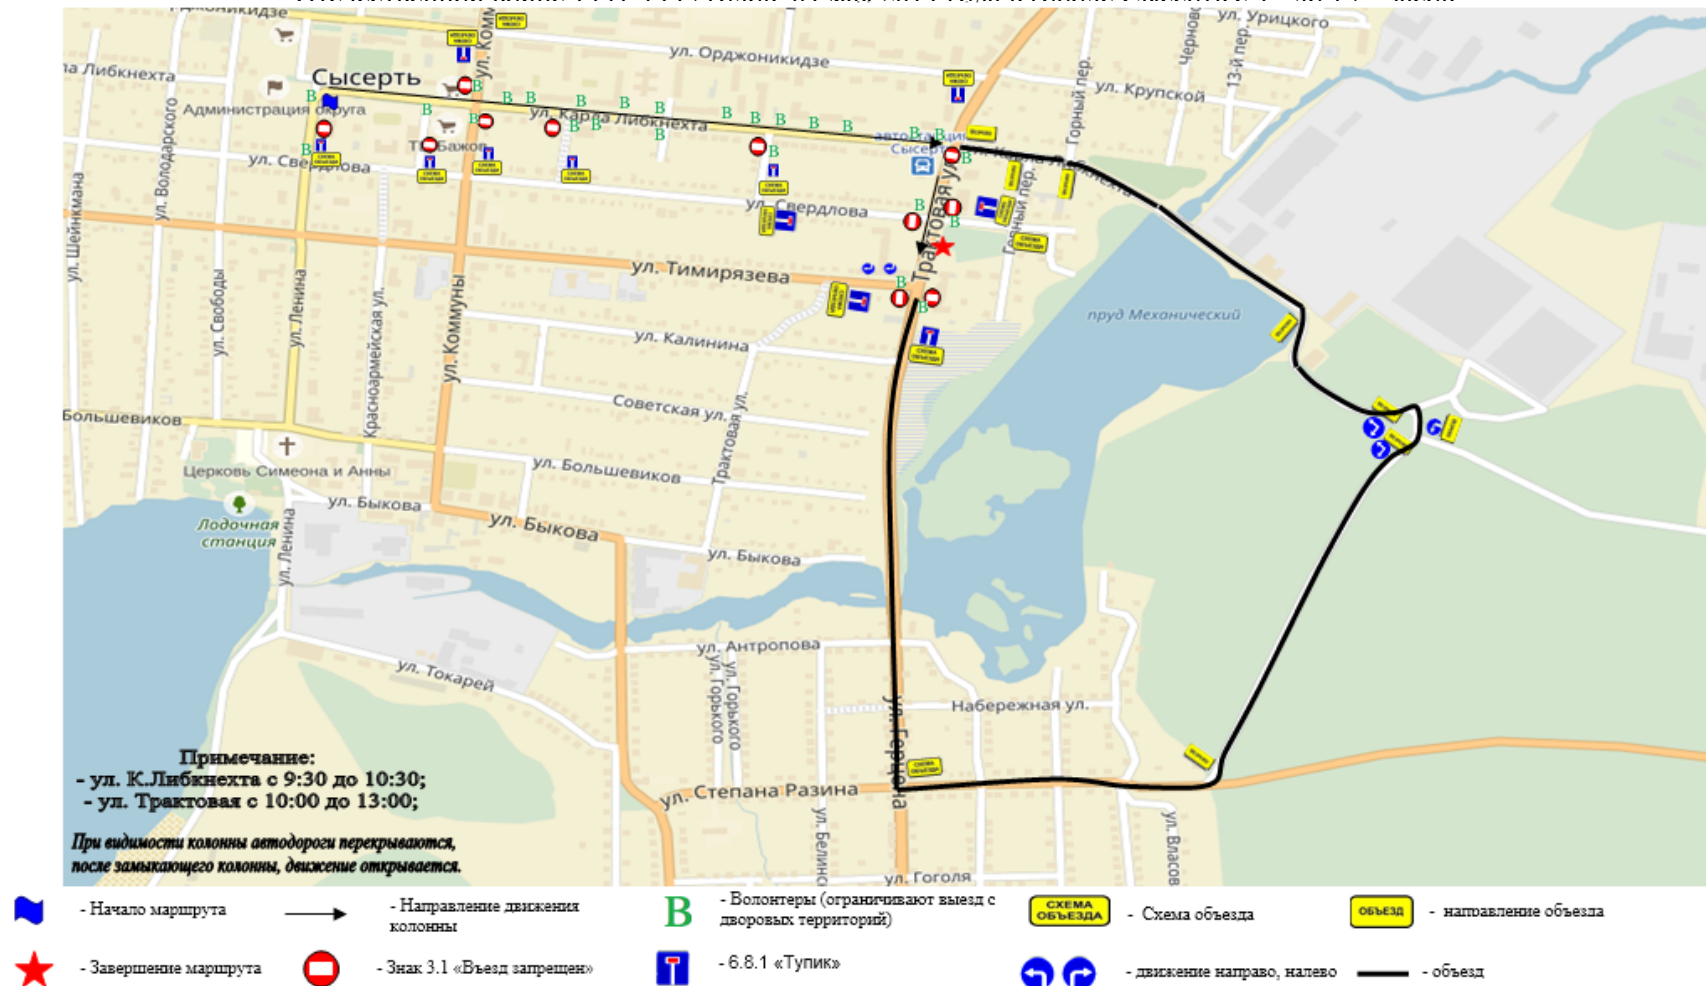 ул. Урицкого
ул. Орджоникидзе
13-й пер.
ул. Крупской
Горный пер.
Сысерть
Администрация округа
ул. Карла Либкнехта
автостанция
ул. Володарского
ул. Свердлова
ул. Свердлова
Трактовая ул.
Горный пер.
ул. Шейнкмана
ул. Свободы
ул. Ленина
Красноармейская ул.
ул. Коммуны
ул. Тимирязева
пруд Механический
ул. Калинина
Советская ул.
Трактовая ул.
Большевиков
ул. Большевиков
Церковь Симеона и Анны
ул. Быкова
ул. Быкова
ул. Быкова
Лодочная
станция
ул. Ленина
ул. Антропова
ул. Токарей
ул. Горького
ул. Горького
Набережная ул.
ул. Герцена
ул. Степана Разина
ул. Гоголя
Примечание:
- ул. К.Либкнехта с 9:30 до 10:30;
- ул. Трактовая с 10:00 до 13:00;
При видимости колонны автодороги перекрываются,
после замыкающего колонны, движение открывается.
- Начало маршрута
- Направление движения
колонны
В
- Волонтеры (ограничивают выезд с
дворовых территорий)
СХЕМА
ОБЪЕЗДА
- Схема объезда
ОБЪЕЗД
- направление объезда
- Завершение маршрута
- Знак 3.1 «Въезд запрещен»
- 6.8.1 «Тупик»
- движение направо, налево
- объезд